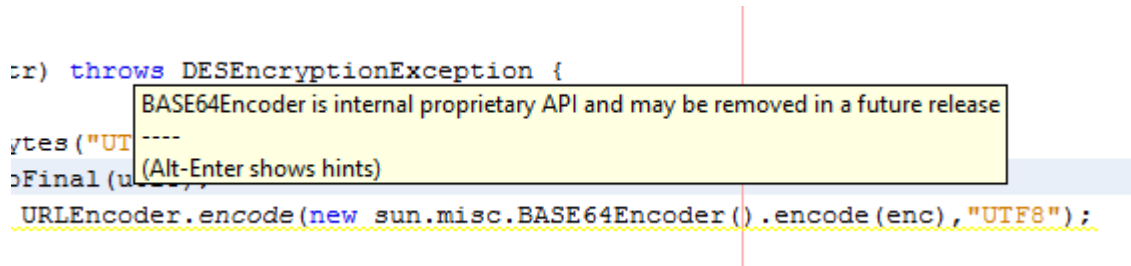 tr) throws DESEncryptionException {
BASE64Encoder is internal proprietary API and may be removed in a future release
ytes("UT
----
(Alt-Enter shows hints)
oFinal(u
URLEncoder.encode(new sun.misc.BASE64Encoder().encode(enc),"UTF8");